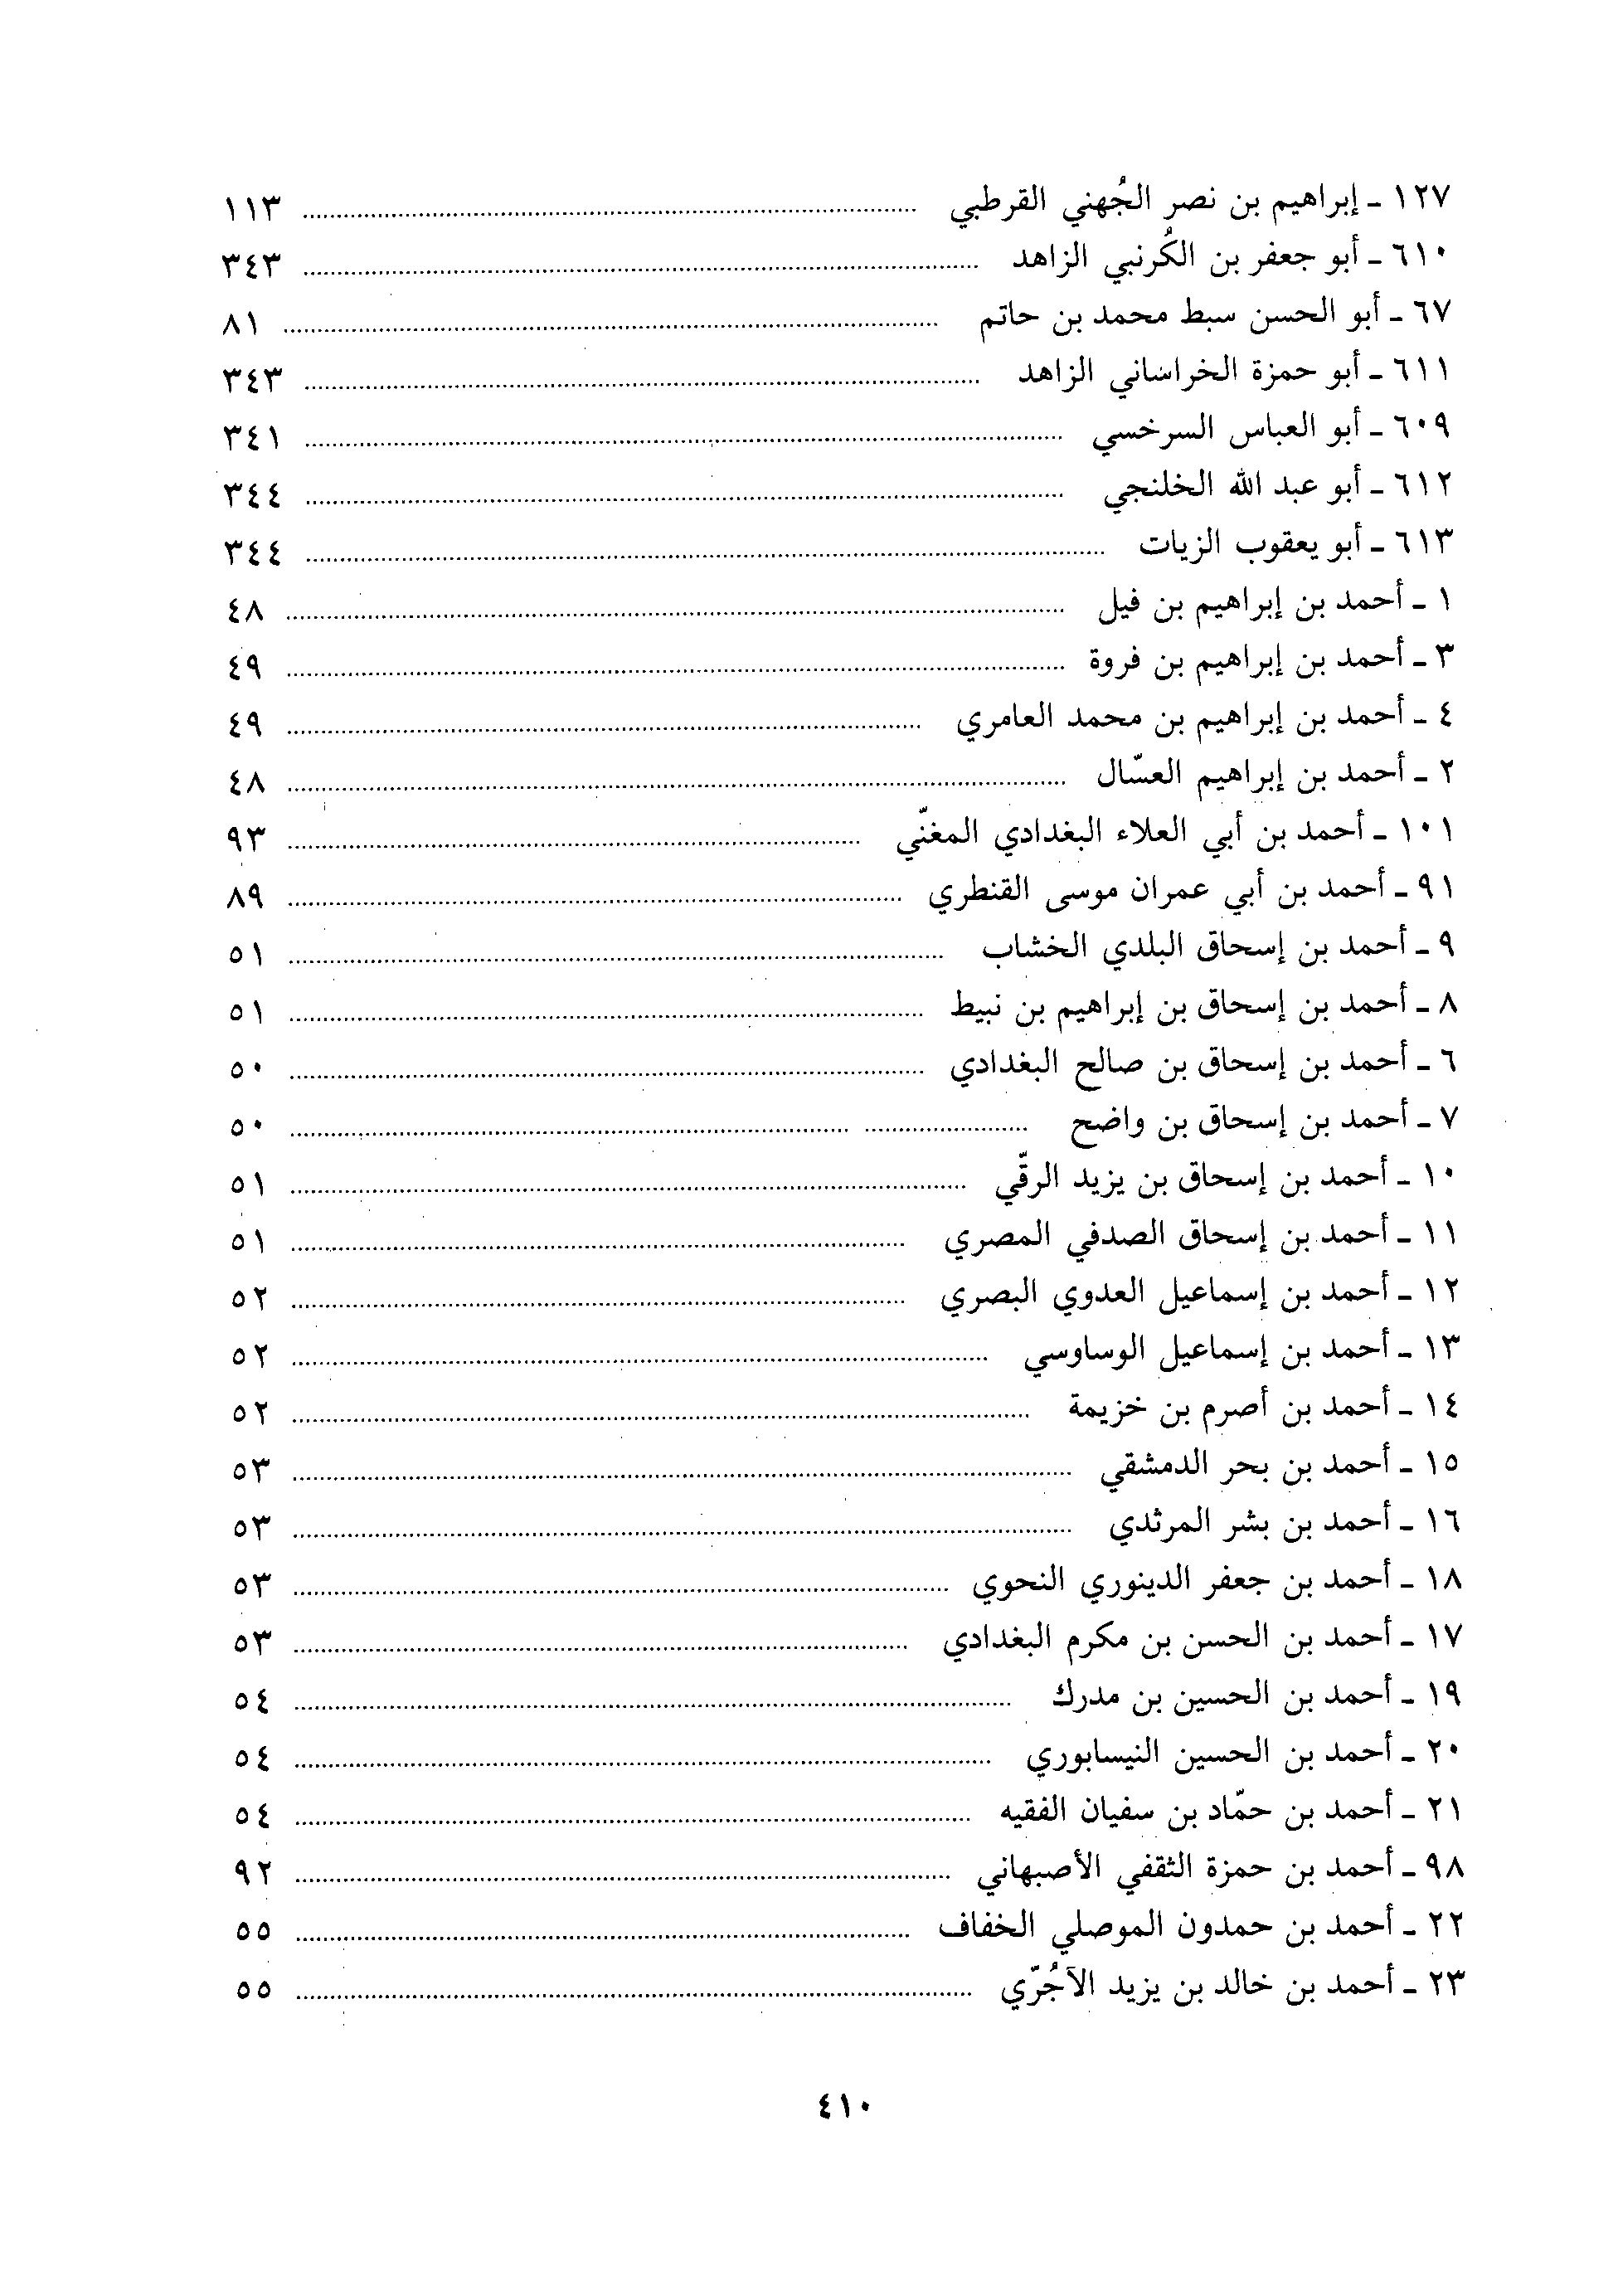 ١٢٧ ـ إبراهيم بن نصر الجُهني القرطبي ........ ١١٣
٦١٠ ـ أبو جعفر بن الكُرنبي الزاهد ........ ٣٤٣
٦٧ ـ أبو الحسن سبط محمد بن حاتم ........ ٨١
٦١١ ـ أبو حمزة الخراساني الزاهد ........ ٣٤٣
٦٠٩ ـ أبو العباس السرخسي ........ ٣٤١
٦١٢ ـ أبو عبد الله الخلنجي ........ ٣٤٤
٦١٣ ـ أبو يعقوب الزيات ........ ٣٤٤
١ ـ أحمد بن إبراهيم بن فيل ........ ٤٨
٣ ـ أحمد بن إبراهيم بن فروة ........ ٤٩
٤ ـ أحمد بن إبراهيم بن محمد العامري ........ ٤٩
٢ ـ أحمد بن إبراهيم العسّال ........ ٤٨
١٠١ ـ أحمد بن أبي العلاء البغدادي المغنّي ........ ٩٣
٩١ ـ أحمد بن أبي عمران موسى القنطري ........ ٨٩
٩ ـ أحمد بن إسحاق البلدي الخشاب ........ ٥١
٨ ـ أحمد بن إسحاق بن إبراهيم بن نبيط ........ ٥١
٦ ـ أحمد بن إسحاق بن صالح البغدادي ........ ٥٠
٧ ـ أحمد بن إسحاق بن واضح ........ ٥٠
١٠ ـ أحمد بن إسحاق بن يزيد الرقّي ........ ٥١
١١ ـ أحمد بن إسحاق الصدفي المصري ........ ٥١
١٢ ـ أحمد بن إسماعيل العدوي البصري ........ ٥٢
١٣ ـ أحمد بن إسماعيل الوساوسي ........ ٥٢
١٤ ـ أحمد بن أصرم بن خزيمة ........ ٥٢
١٥ ـ أحمد بن بحر الدمشقي ........ ٥٣
١٦ ـ أحمد بن بشر المرثدي ........ ٥٣
١٨ ـ أحمد بن جعفر الدينوري النحوي ........ ٥٣
١٧ ـ أحمد بن الحسن بن مكرم البغدادي ........ ٥٣
١٩ ـ أحمد بن الحسين بن مدرك ........ ٥٤
٢٠ ـ أحمد بن الحسين النيسابوري ........ ٥٤
٢١ ـ أحمد بن حمّاد بن سفيان الفقيه ........ ٥٤
٩٨ ـ أحمد بن حمزة الثقفي الأصبهاني ........ ٩٢
٢٢ ـ أحمد بن حمدون الموصلي الخفاف ........ ٥٥
٢٣ ـ أحمد بن خالد بن يزيد الآجُرّي ........ ٥٥
٤١٠